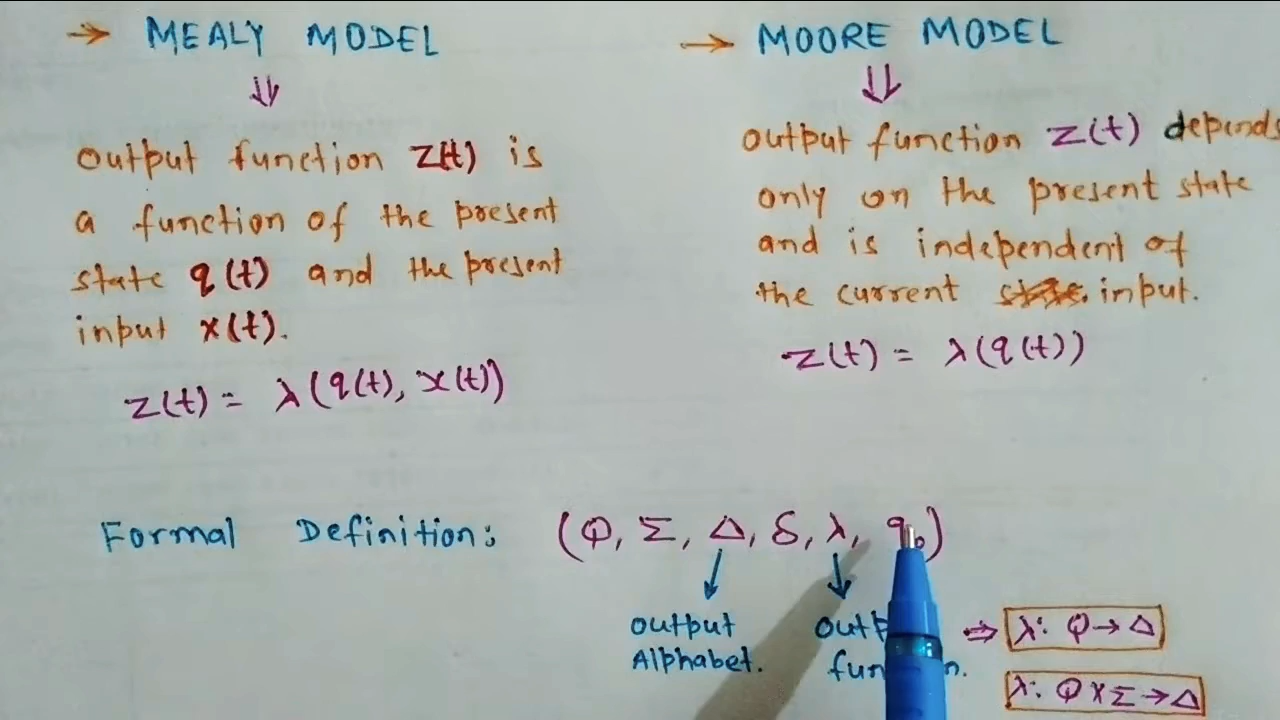 → MEALY MODEL
⇓
Output function Z(t) is
a function of the present
state q(t) and the present
input x(t).
z(t) = λ(q(t), x(t))
→ MOORE MODEL
⇓
Output function Z(t) depends
only on the present state
and is independent of
the current input.
Z(t) = λ(q(t))
Formal Definition: (Q, Σ, Δ, δ, λ, q₀)
Output
Alphabet.
⇒ λ: Q → Δ
λ: Q X Σ → Δ